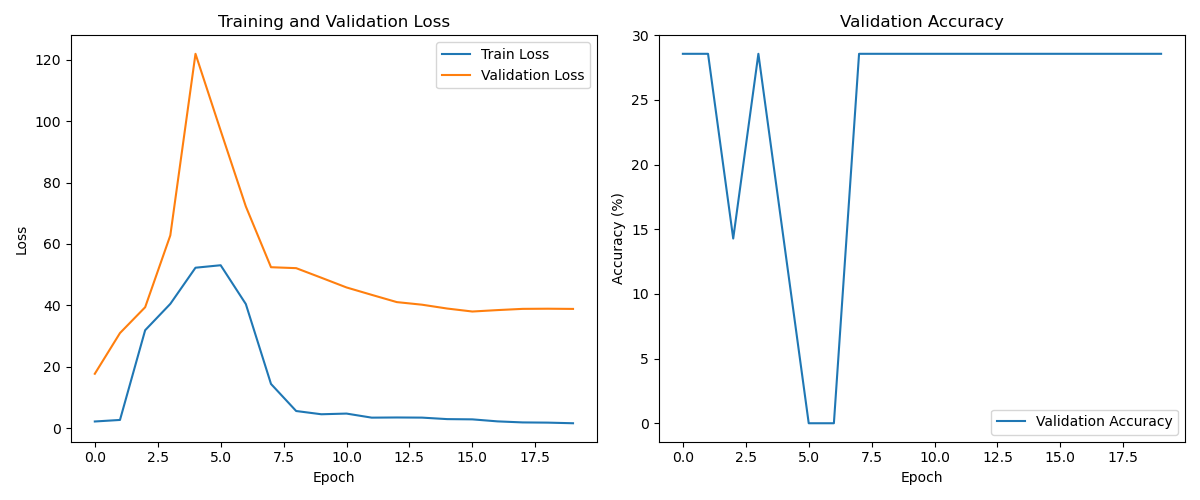 Training and Validation Loss
Train Loss
Validation Loss
120
100
80
60
40
20
0
Loss
0.0 2.5 5.0 7.5 10.0 12.5 15.0 17.5
Epoch
Validation Accuracy
30
25
20
15
10
5
0
Accuracy (%)
Validation Accuracy
0.0 2.5 5.0 7.5 10.0 12.5 15.0 17.5
Epoch